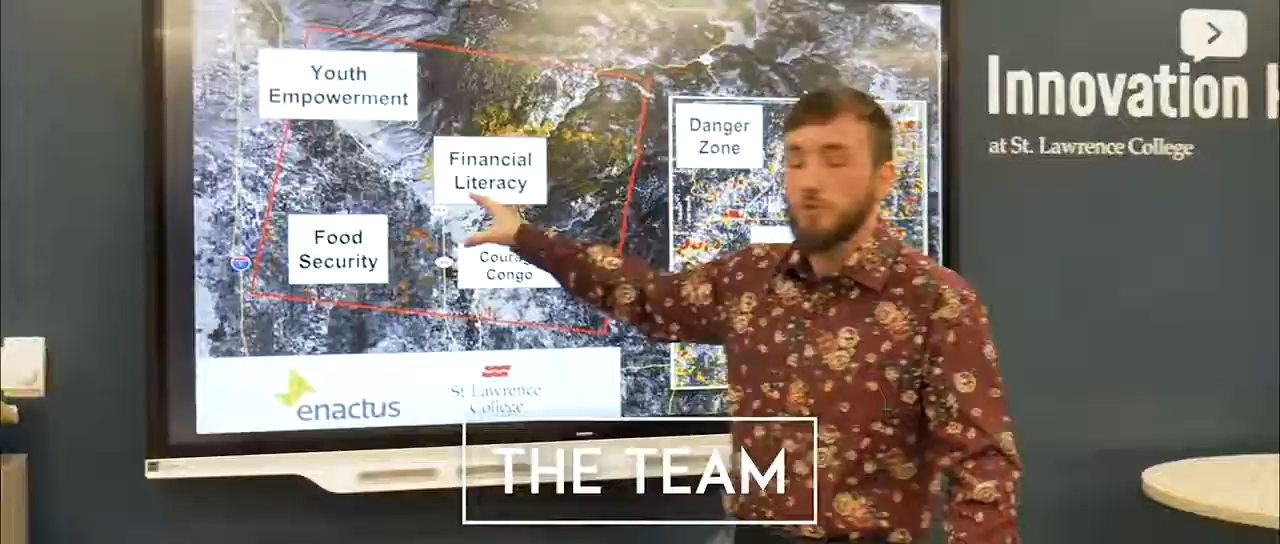 Youth
Empowerment
Financial
Literacy
Danger
Zone
Food
Security
Congo
enactus
St. Lawrence
College
Innovation
at St. Lawrence College
THE TEAM